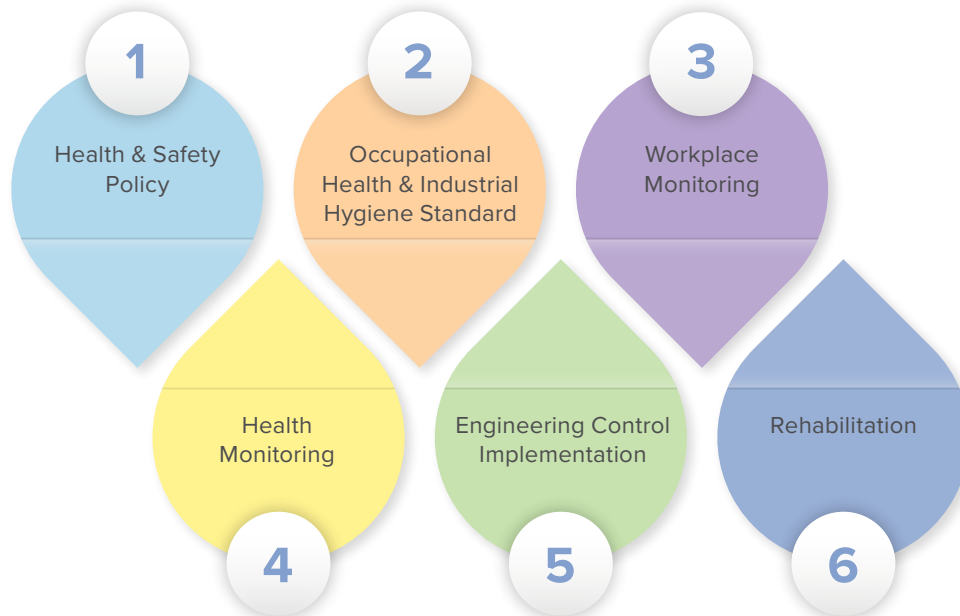 1
Health & Safety
Policy
2
Occupational
Health & Industrial
Hygiene Standard
3
Workplace
Monitoring
Health
Monitoring
4
Engineering Control
Implementation
5
Rehabilitation
6